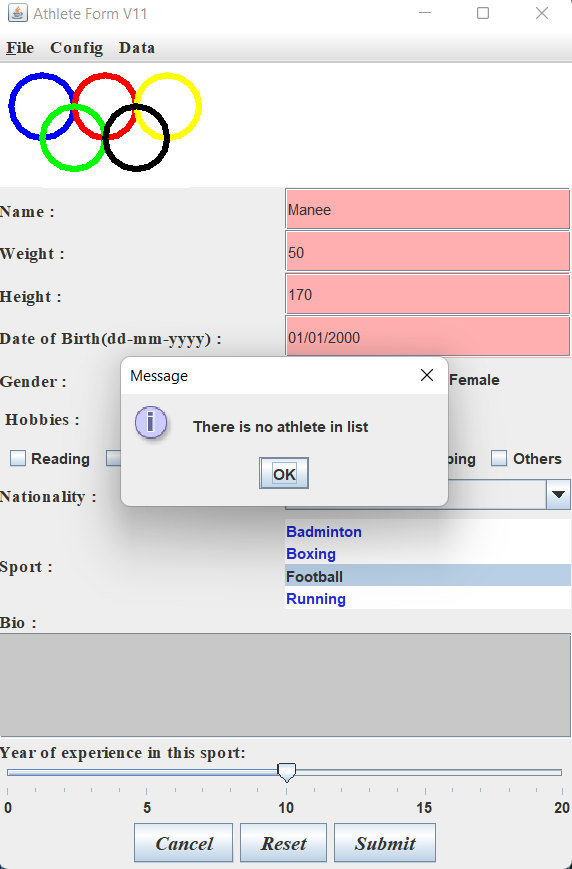 Athlete Form V11
File Config Data
Name :
Manee
Weight :
50
Height :
170
Date of Birth(dd-mm-yyyy) :
01/01/2000
Message
Gender :
Female
Hobbies :
There is no athlete in list
Reading
Others
OK
Nationality :
Badminton
Boxing
Sport :
Football
Running
Bio :
Year of experience in this sport:
0 5 10 15 20
Cancel Reset Submit